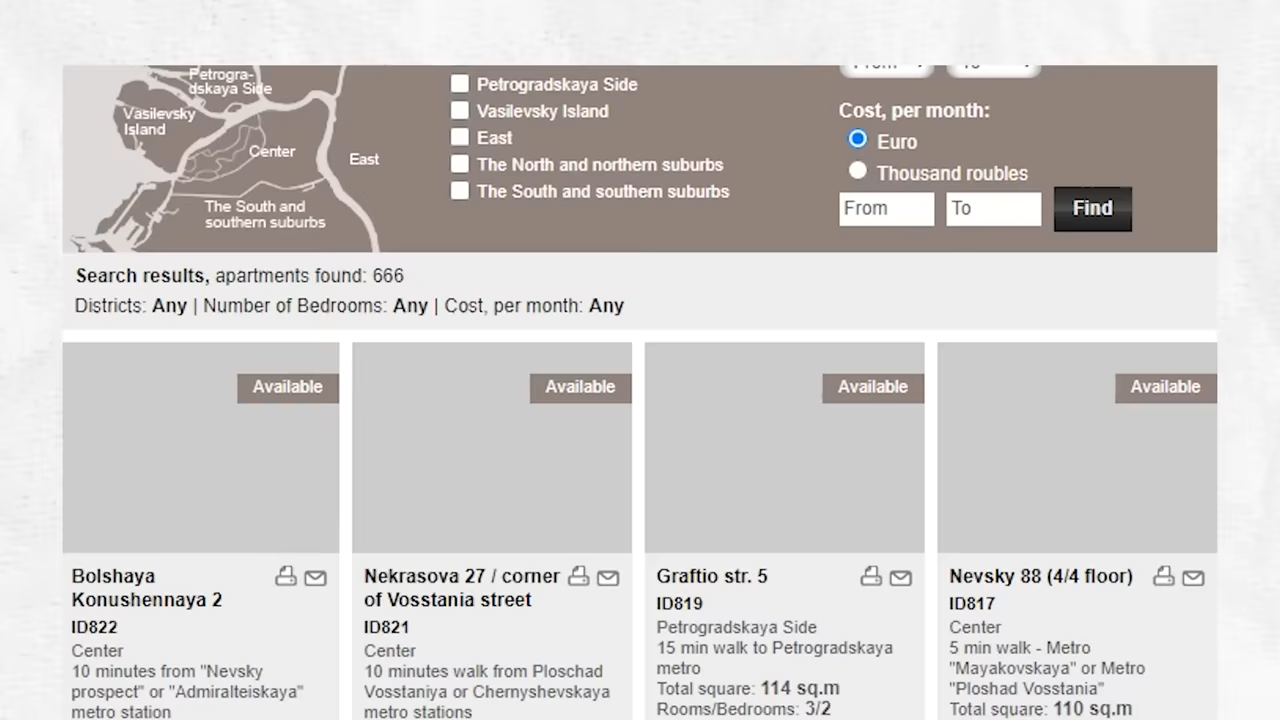 Petrogra-
dskaya Side
Vasilevsky
Island
Center
East
The South and
southern suburbs
Petrogradskaya Side
Vasilevsky Island
East
The North and northern suburbs
The South and southern suburbs
Cost, per month:
Euro
Thousand roubles
From To Find
Search results, apartments found: 666
Districts: Any | Number of Bedrooms: Any | Cost, per month: Any
Available
Available
Available
Available
Bolshaya
Konushennaya 2
ID822
Center
10 minutes from "Nevsky
prospect" or "Admiralteiskaya"
metro station
Nekrasova 27 / corner
of Vosstania street
ID821
Center
10 minutes walk from Ploschad
Vosstaniya or Chernyshevskaya
metro stations
Graftio str. 5
ID819
Petrogradskaya Side
15 min walk to Petrogradskaya
metro
Total square: 114 sq.m
Rooms/Bedrooms: 3/2
Nevsky 88 (4/4 floor)
ID817
Center
5 min walk - Metro
"Mayakovskaya" or Metro
"Ploshad Vosstania"
Total square: 110 sq.m